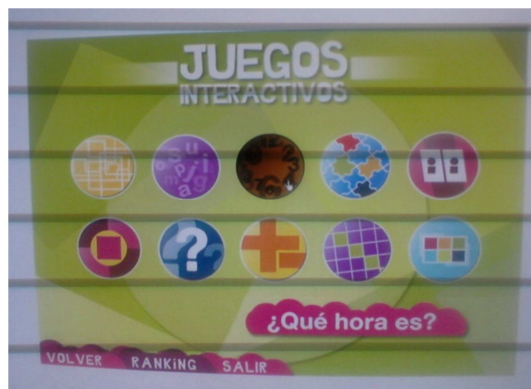 JUEGOS
INTERACTIVOS
¿Qué hora es?
VOLVER RANKING SALIR